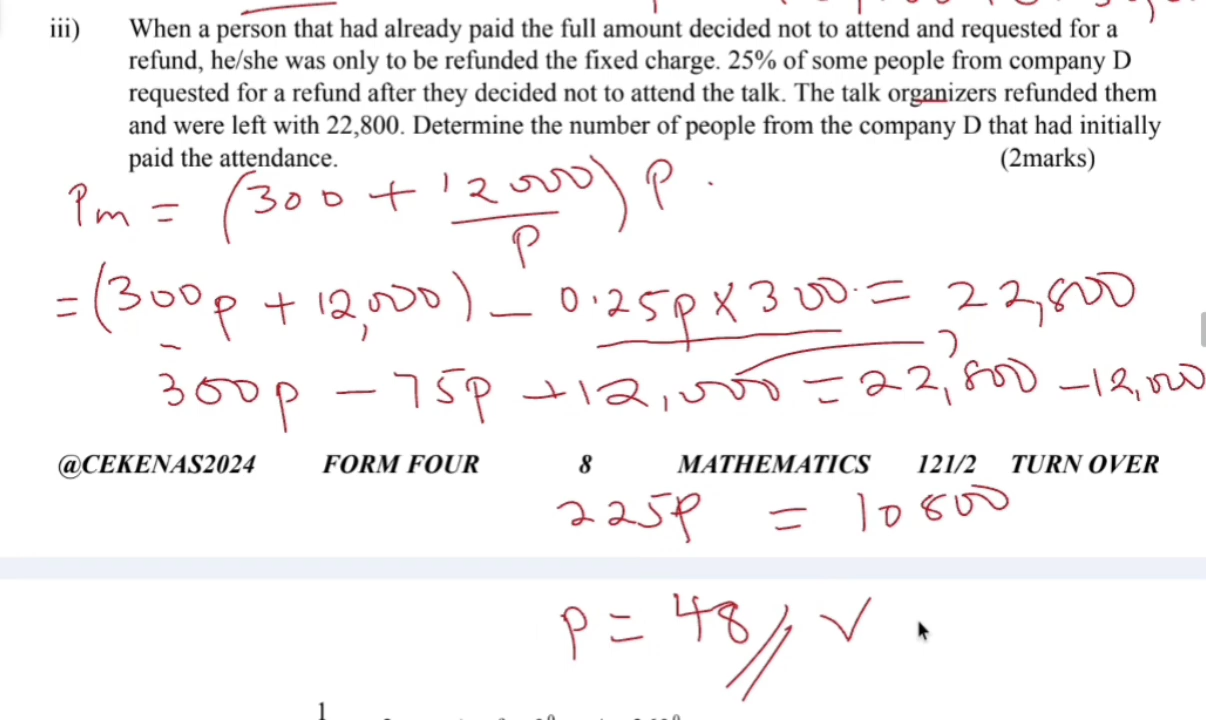 iii) When a person that had already paid the full amount decided not to attend and requested for a
refund, he/she was only to be refunded the fixed charge. 25% of some people from company D
requested for a refund after they decided not to attend the talk. The talk organizers refunded them
and were left with 22,800. Determine the number of people from the company D that had initially
paid the attendance. (2marks)
Pm = (300 + 12000/P) P.
= (300p + 12,000) - 0.25p x 300 = 22,800
300p - 75p + 12,000 = 22,800 - 12,000
@CEKENAS2024 FORM FOUR 8 MATHEMATICS 121/2 TURN OVER
225p = 10800
p = 48// ✓
1